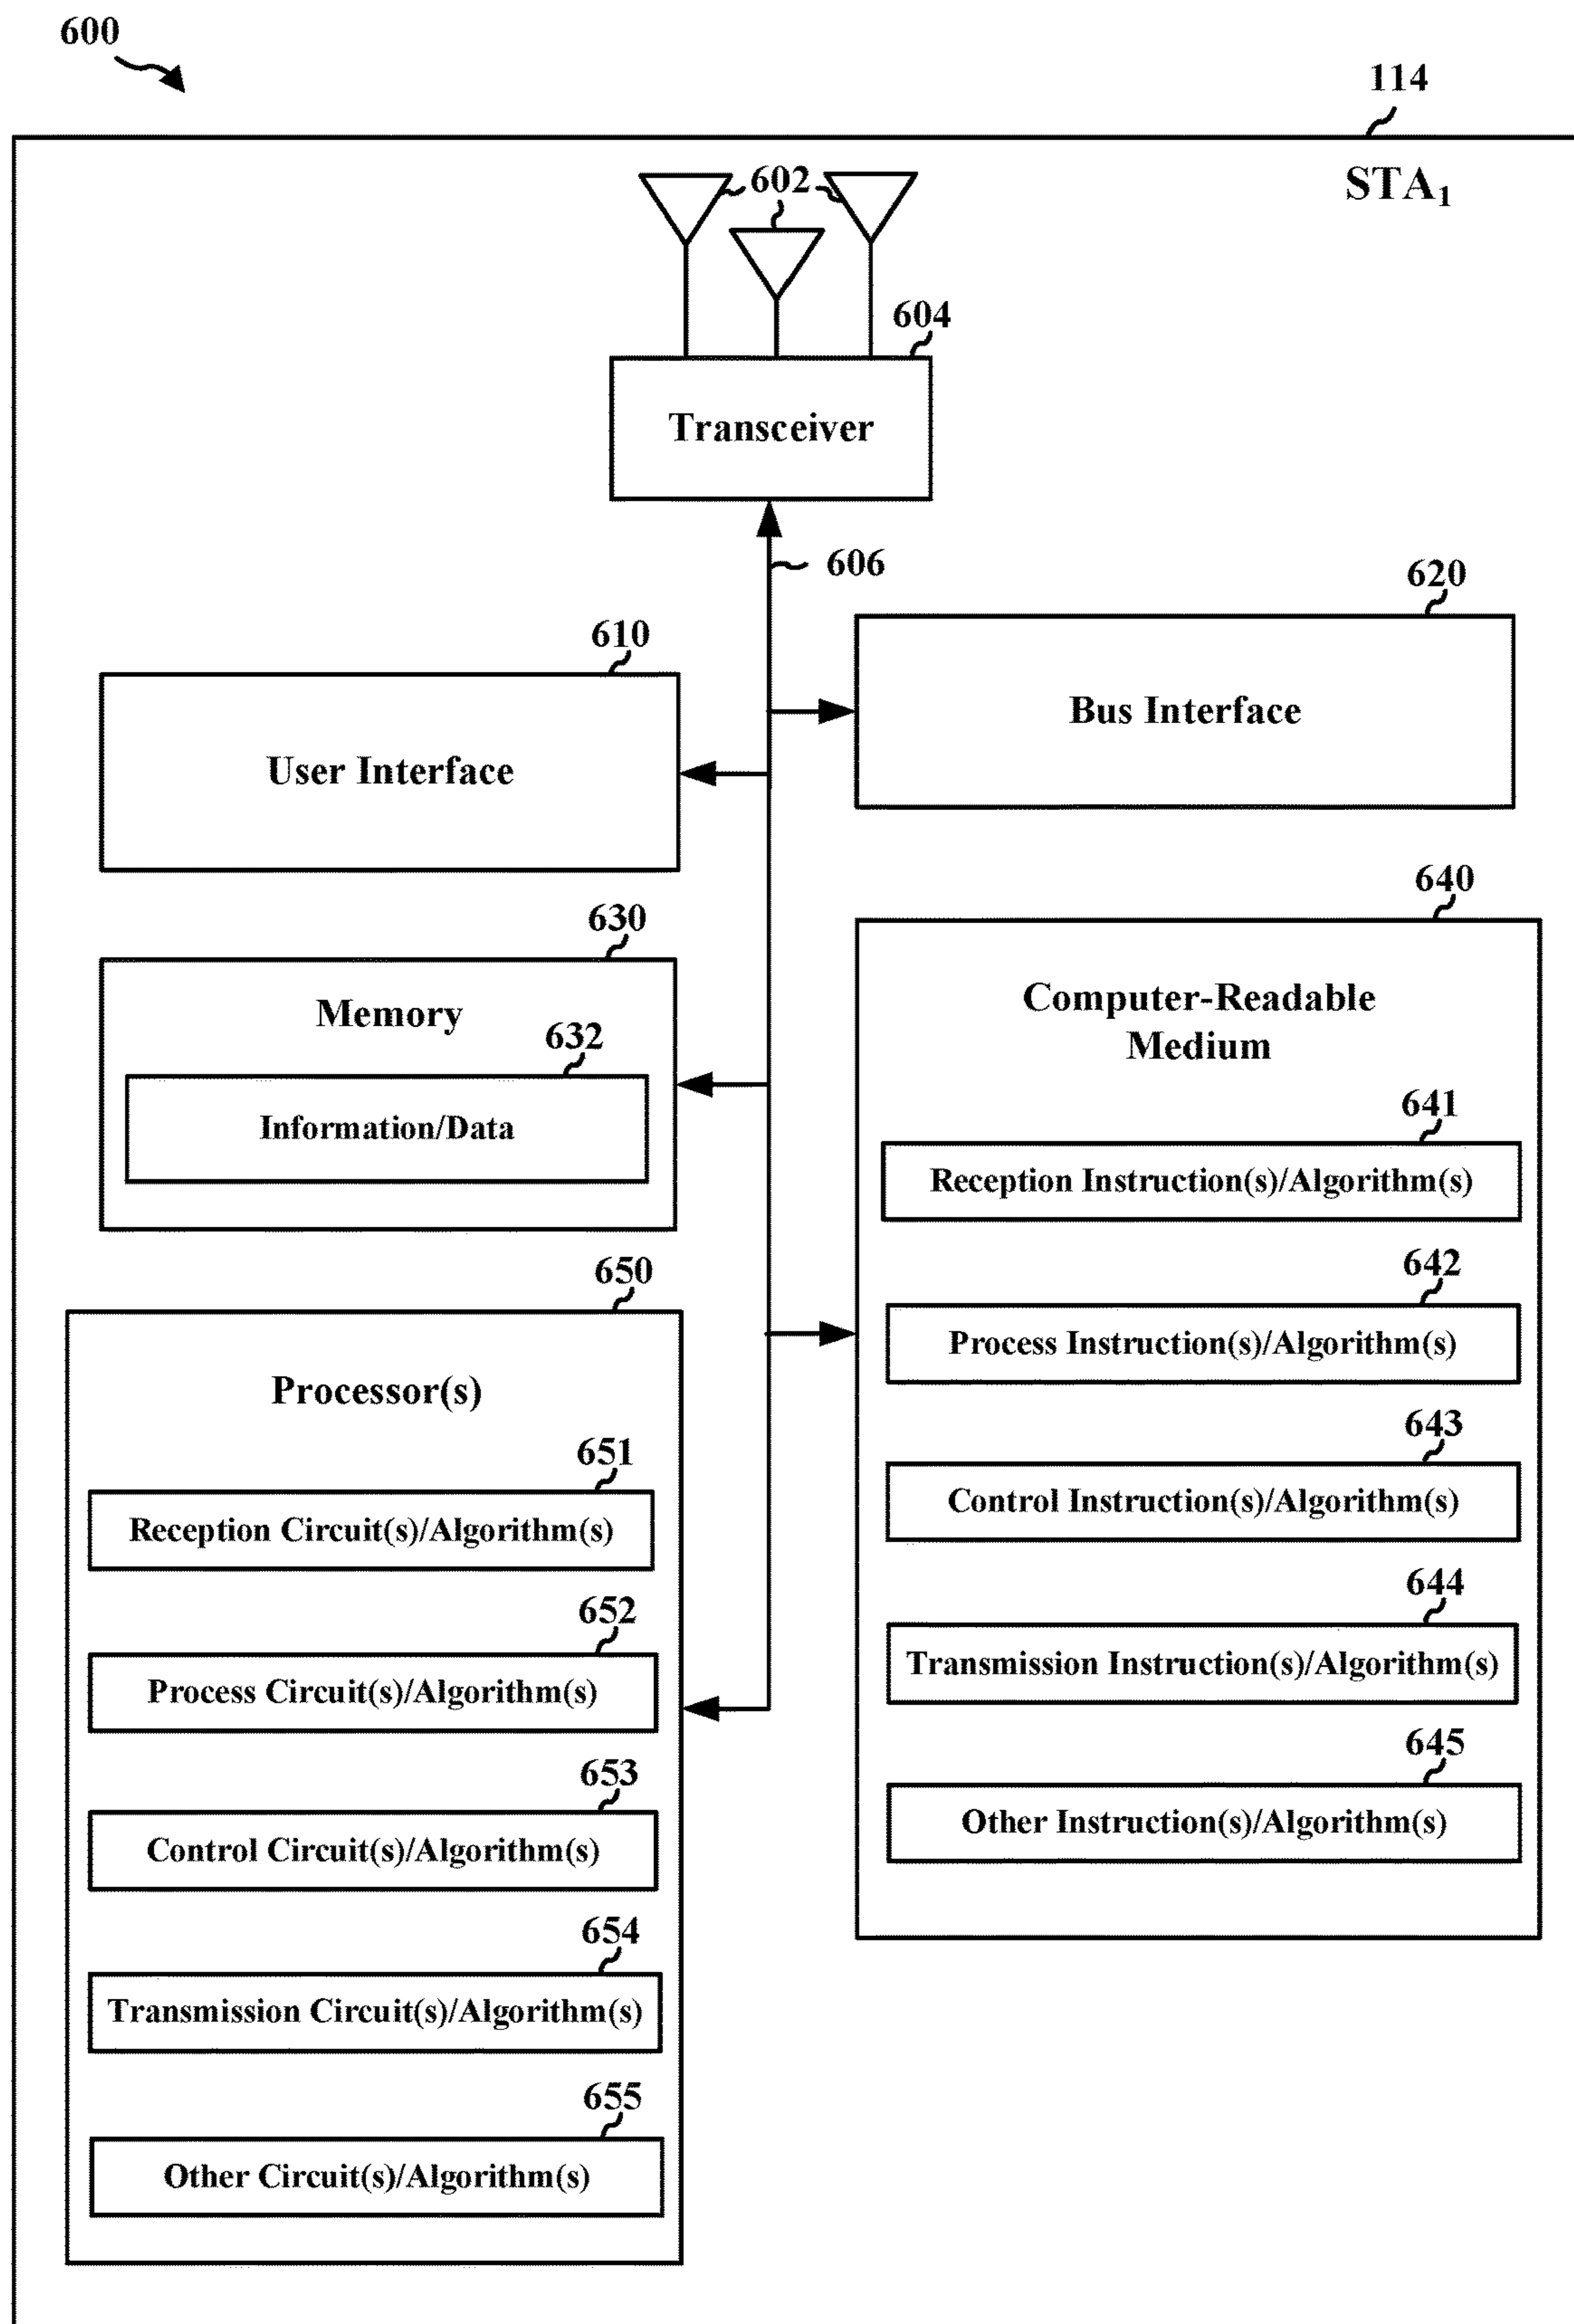 600
114
STA₁
602
604
Transceiver
606
620
610
Bus Interface
User Interface
640
630
Computer-Readable
Medium
Memory
632
641
Information/Data
Reception Instruction(s)/Algorithm(s)
642
650
Process Instruction(s)/Algorithm(s)
Processor(s)
643
651
Control Instruction(s)/Algorithm(s)
Reception Circuit(s)/Algorithm(s)
644
652
Transmission Instruction(s)/Algorithm(s)
Process Circuit(s)/Algorithm(s)
645
653
Other Instruction(s)/Algorithm(s)
Control Circuit(s)/Algorithm(s)
654
Transmission Circuit(s)/Algorithm(s)
655
Other Circuit(s)/Algorithm(s)